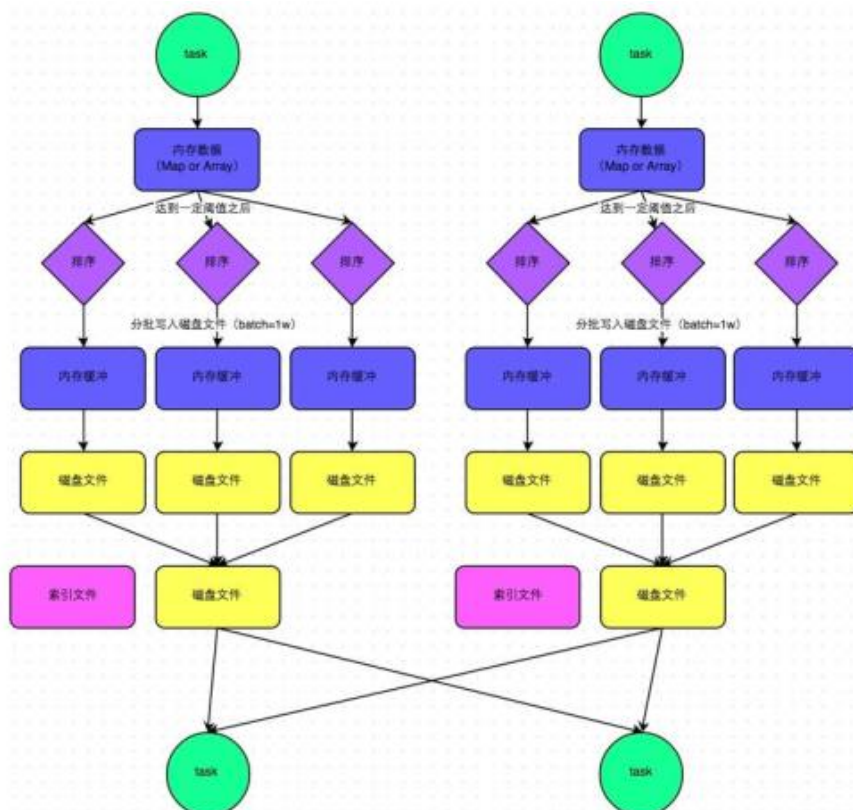 task
task
内存数据
（Map or Array）
内存数据
（Map or Array）
达到一定阈值之后
达到一定阈值之后
排序
排序
排序
排序
排序
排序
分批写入磁盘文件（batch=1w）
分批写入磁盘文件（batch=1w）
内存缓冲
内存缓冲
内存缓冲
内存缓冲
内存缓冲
内存缓冲
磁盘文件
磁盘文件
磁盘文件
磁盘文件
磁盘文件
磁盘文件
索引文件
磁盘文件
索引文件
磁盘文件
task
task